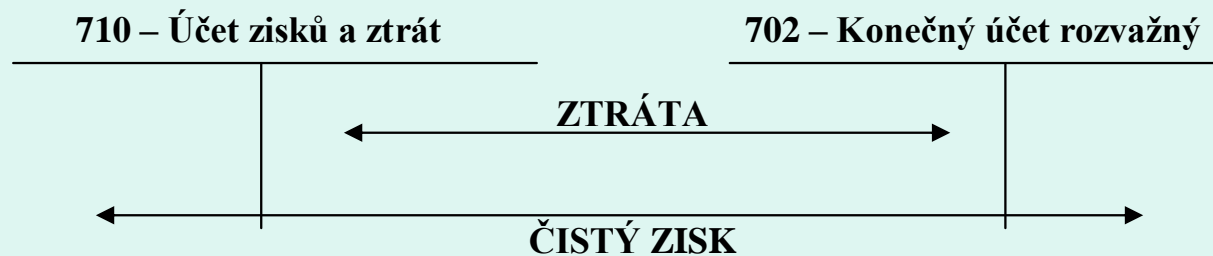 710 – Účet zisků a ztrát
702 – Konečný účet rozvažný
ZTRÁTA
ČISTÝ ZISK